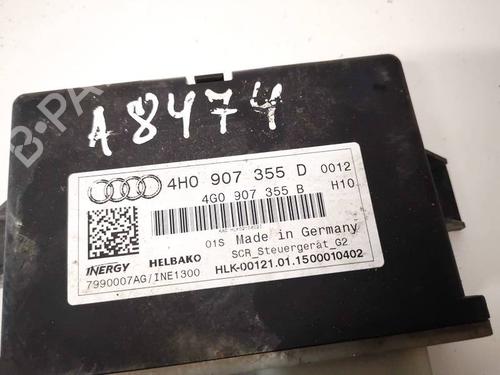 A 8474
4H0 907 355 D 0012
4G0 907 355 B H10
01S Made in Germany
SCR_Steuergerät_G2
INERGY HELBAKO
7990007AG/INE1300 HLK-00121.01.1500010402
B-PA